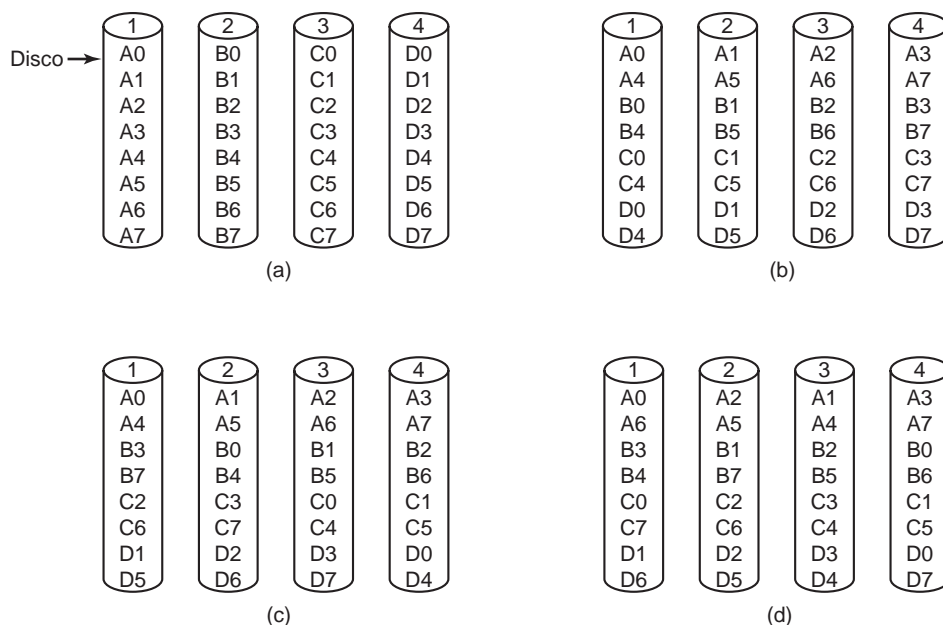 1 2 3 4
Disco A0 B0 C0 D0
A1 B1 C1 D1
A2 B2 C2 D2
A3 B3 C3 D3
A4 B4 C4 D4
A5 B5 C5 D5
A6 B6 C6 D6
A7 B7 C7 D7
(a)
1 2 3 4
A0 A1 A2 A3
A4 A5 A6 A7
B0 B1 B2 B3
B4 B5 B6 B7
C0 C1 C2 C3
C4 C5 C6 C7
D0 D1 D2 D3
D4 D5 D6 D7
(b)
1 2 3 4
A0 A1 A2 A3
A4 A5 A6 A7
B3 B0 B1 B2
B7 B4 B5 B6
C2 C3 C0 C1
C6 C7 C4 C5
D1 D2 D3 D0
D5 D6 D7 D4
(c)
1 2 3 4
A0 A2 A1 A3
A6 A5 A4 A7
B3 B1 B2 B0
B4 B7 B5 B6
C0 C2 C3 C1
C7 C6 C4 C5
D1 D2 D3 D0
D6 D5 D4 D7
(d)